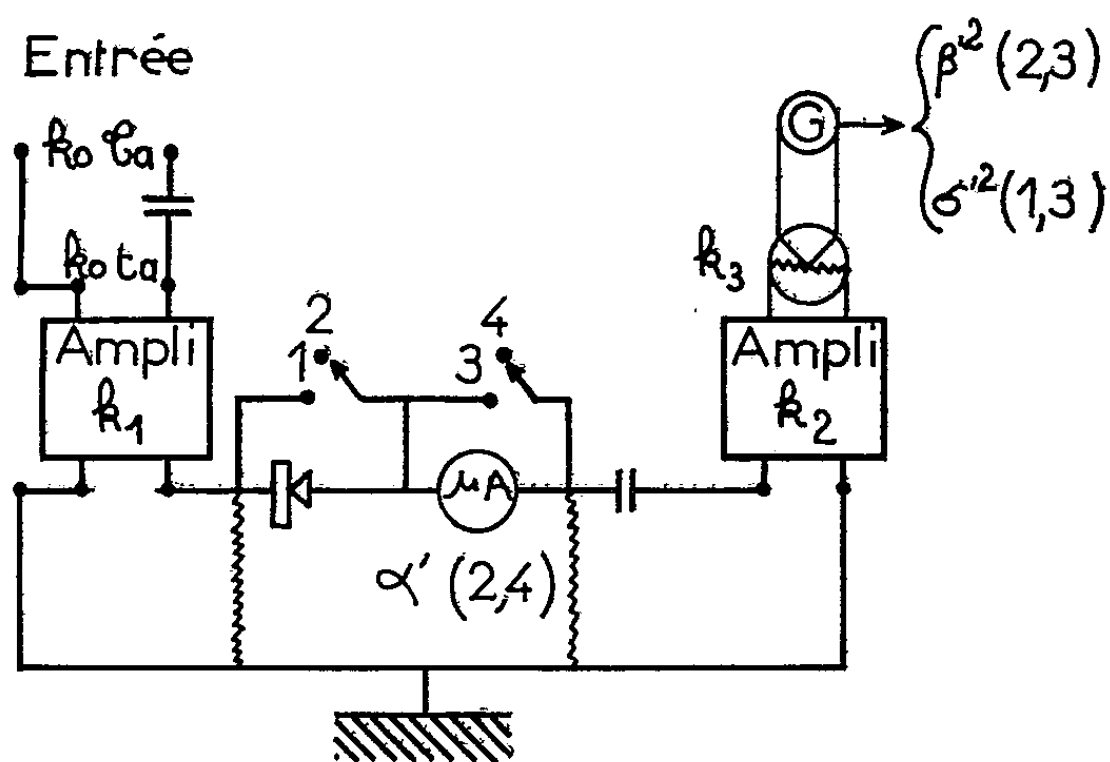 Entrée
k₀ 𝒞a
k₀ ta
Ampli
k₁
2
1
4
3
μA
α′ (2,4)
G
k₃
Ampli
k₂
β′² (2,3)
σ′² (1,3)